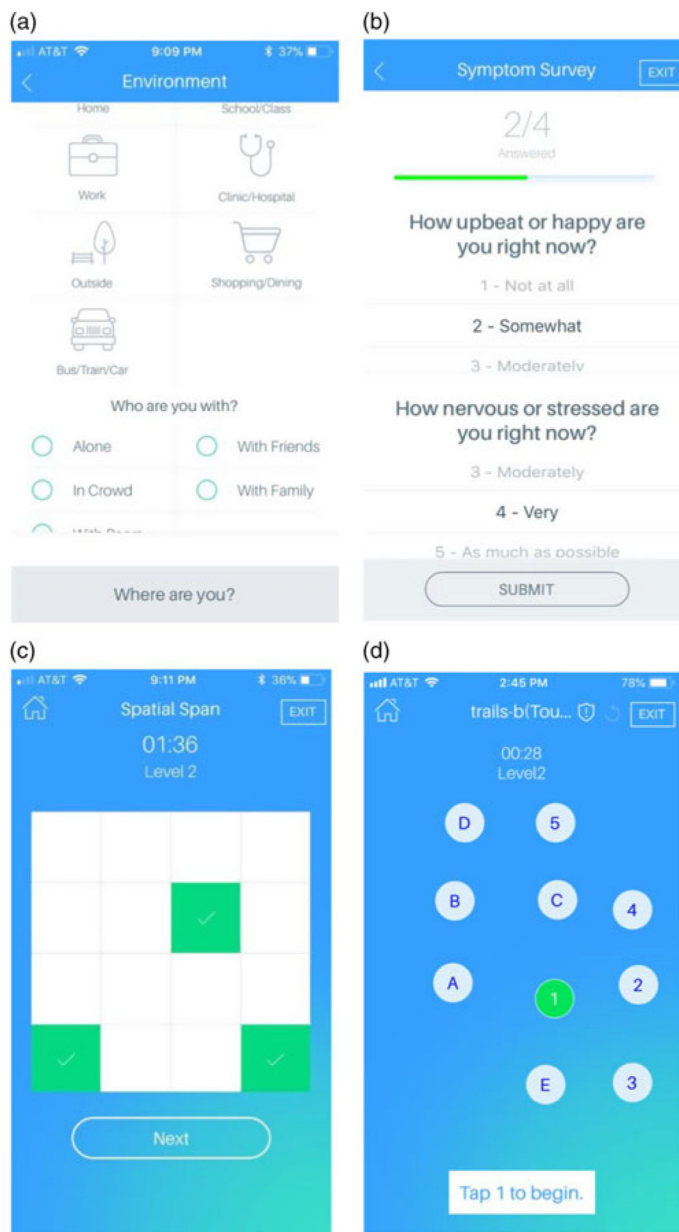 (a)
AT&T 9:09 PM 37%
Environment
Home School/Class
Work Clinic/Hospital
Outside Shopping/Dining
Bus/Train/Car
Who are you with?
Alone With Friends
In Crowd With Family
Where are you?
(b)
Symptom Survey EXIT
2/4
Answered
How upbeat or happy are
you right now?
1 - Not at all
2 - Somewhat
3 - Moderately
How nervous or stressed are
you right now?
3 - Moderately
4 - Very
5 - As much as possible
SUBMIT
(c)
AT&T 9:11 PM 36%
Spatial Span EXIT
01:36
Level 2
Next
(d)
AT&T 2:45 PM 78%
trails-b(Tou... EXIT
00:28
Level2
D 5
B C 4
A 1 2
E 3
Tap 1 to begin.